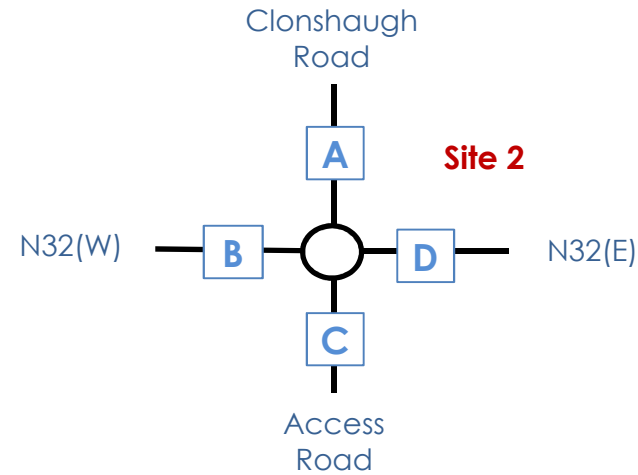 Clonshaugh
Road
A
Site 2
N32(W)
B
D
N32(E)
C
Access
Road